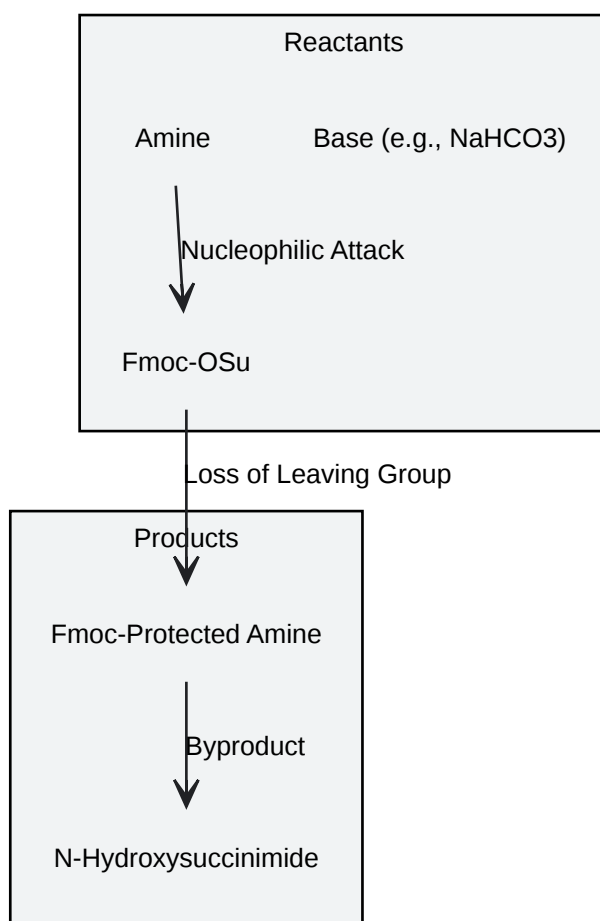 Reactants
Amine
Base (e.g., NaHCO3)
Nucleophilic Attack
Fmoc-OSu
Loss of Leaving Group
Products
Fmoc-Protected Amine
Byproduct
N-Hydroxysuccinimide